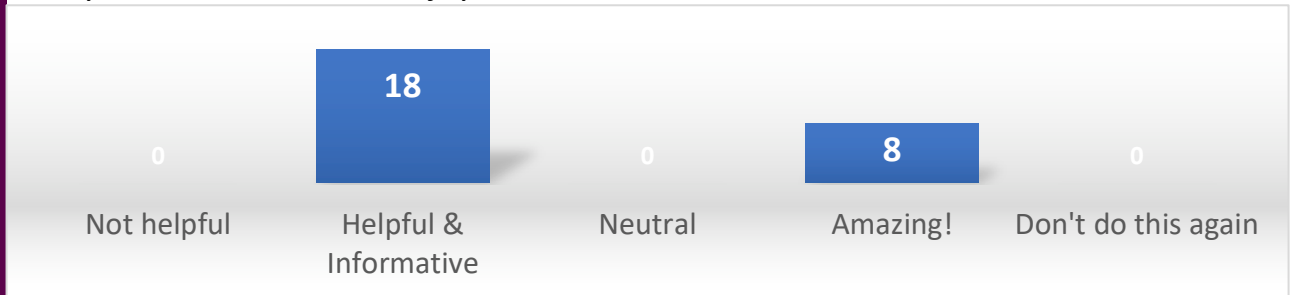 18
0
0
8
0
Not helpful
Helpful &
Informative
Neutral
Amazing!
Don't do this again